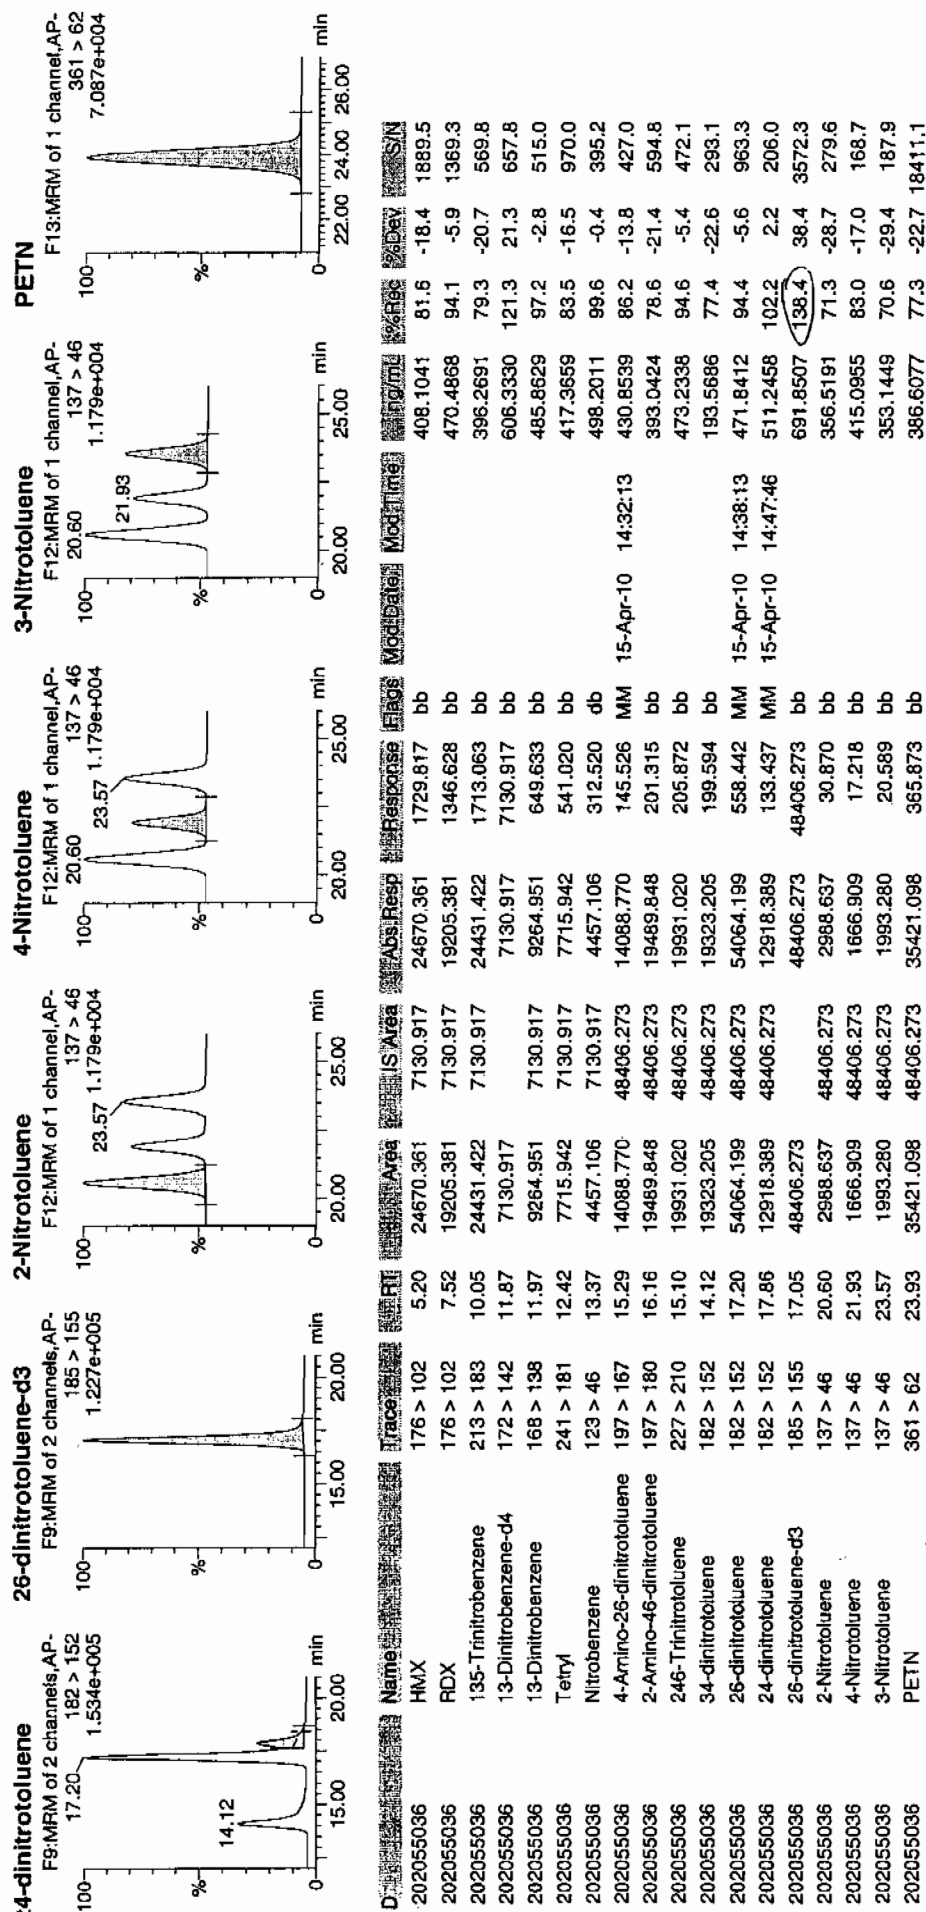 24-dinitrotoluene
F9:MRM of 2 channels,AP-
182 > 152
1.534e+005
17.20
14.12
100
%
0
15.00
20.00
26-dinitrotoluene-d3
F9:MRM of 2 channels,AP-
185 > 155
1.227e+005
100
%
0
15.00
20.00
min
2-Nitrotoluene
F12:MRM of 1 channel,AP-
137 > 46
1.179e+004
23.57
100
%
0
20.00
25.00
min
4-Nitrotoluene
F12:MRM of 1 channel,AP-
20.60
137 > 46
23.57
1.179e+004
100
%
0
20.00
25.00
min
3-Nitrotoluene
F12:MRM of 1 channel,AP-
20.60
137 > 46
1.179e+004
21.93
100
%
0
20.00
25.00
min
PETN
F13:MRM of 1 channel,AP-
361 > 62
7.087e+004
100
%
0
22.00
24.00
26.00
min
D Name Trace RT Area IS Area Abs.Resp Response Flags Mod.Date Mod.Time ng/mL %Rec %Dev S/N
202055036 HMX 176 > 102 5.20 24670.361 7130.917 24670.361 1729.817 bb 408.1041 81.6 -18.4 1889.5
202055036 RDX 176 > 102 7.52 19205.381 7130.917 19205.381 1346.628 bb 470.4868 94.1 -5.9 1369.3
202055036 135-Trinitrobenzene 213 > 183 10.05 24431.422 7130.917 24431.422 1713.063 bb 396.2691 79.3 -20.7 569.8
202055036 13-Dinitrobenzene-d4 172 > 142 11.87 7130.917 7130.917 7130.917 bb 606.3330 121.3 21.3 657.8
202055036 13-Dinitrobenzene 168 > 138 11.97 9264.951 7130.917 9264.951 649.633 bb 485.8629 97.2 -2.8 515.0
202055036 Tetryl 241 > 181 12.42 7715.942 7130.917 7715.942 541.020 bb 417.3659 83.5 -16.5 970.0
202055036 Nitrobenzene 123 > 46 13.37 4457.106 7130.917 4457.106 312.520 db 498.2011 99.6 -0.4 395.2
202055036 4-Amino-26-dinitrotoluene 197 > 167 15.29 14088.770 48406.273 14088.770 145.526 MM 15-Apr-10 14:32:13 430.8539 86.2 -13.8 427.0
202055036 2-Amino-46-dinitrotoluene 197 > 180 16.16 19489.848 48406.273 19489.848 201.315 bb 393.0424 78.6 -21.4 594.8
202055036 246-Trinitrotoluene 227 > 210 15.10 19931.020 48406.273 19931.020 205.872 bb 473.2338 94.6 -5.4 472.1
202055036 34-dinitrotoluene 182 > 152 14.12 19323.205 48406.273 19323.205 199.594 bb 193.5686 77.4 -22.6 293.1
202055036 26-dinitrotoluene 182 > 152 17.20 54064.199 48406.273 54064.199 558.442 MM 15-Apr-10 14:38:13 471.8412 94.4 -5.6 963.3
202055036 24-dinitrotoluene 182 > 152 17.86 12918.389 48406.273 12918.389 133.437 MM 15-Apr-10 14:47:46 511.2458 102.2 2.2 206.0
202055036 26-dinitrotoluene-d3 185 > 155 17.05 48406.273 48406.273 48406.273 bb 691.8507 138.4 38.4 3572.3
202055036 2-Nitrotoluene 137 > 46 20.60 2988.637 48406.273 2988.637 30.870 bb 356.5191 71.3 -28.7 279.6
202055036 4-Nitrotoluene 137 > 46 21.93 1666.909 48406.273 1666.909 17.218 bb 415.0955 83.0 -17.0 168.7
202055036 3-Nitrotoluene 137 > 46 23.57 1993.280 48406.273 1993.280 20.589 bb 353.1449 70.6 -29.4 187.9
202055036 PETN 361 > 62 23.93 35421.098 48406.273 35421.098 365.873 bb 386.6077 77.3 -22.7 18411.1